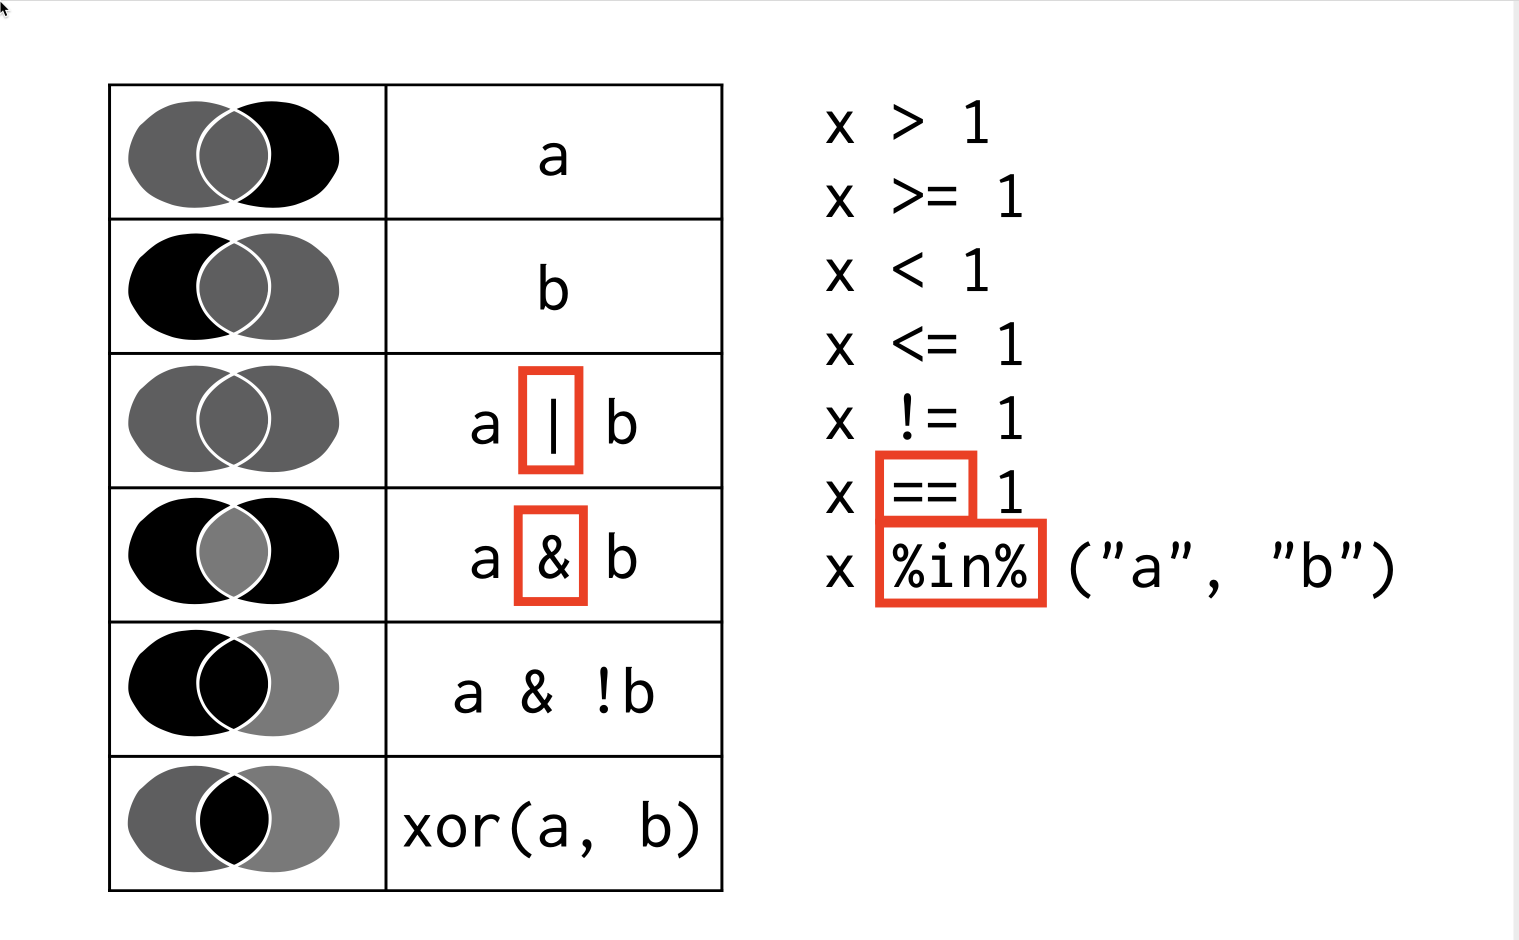 a
b
a | b
a & b
a & !b
xor(a, b)
x > 1
x >= 1
x < 1
x <= 1
x != 1
x == 1
x %in% ("a", "b")